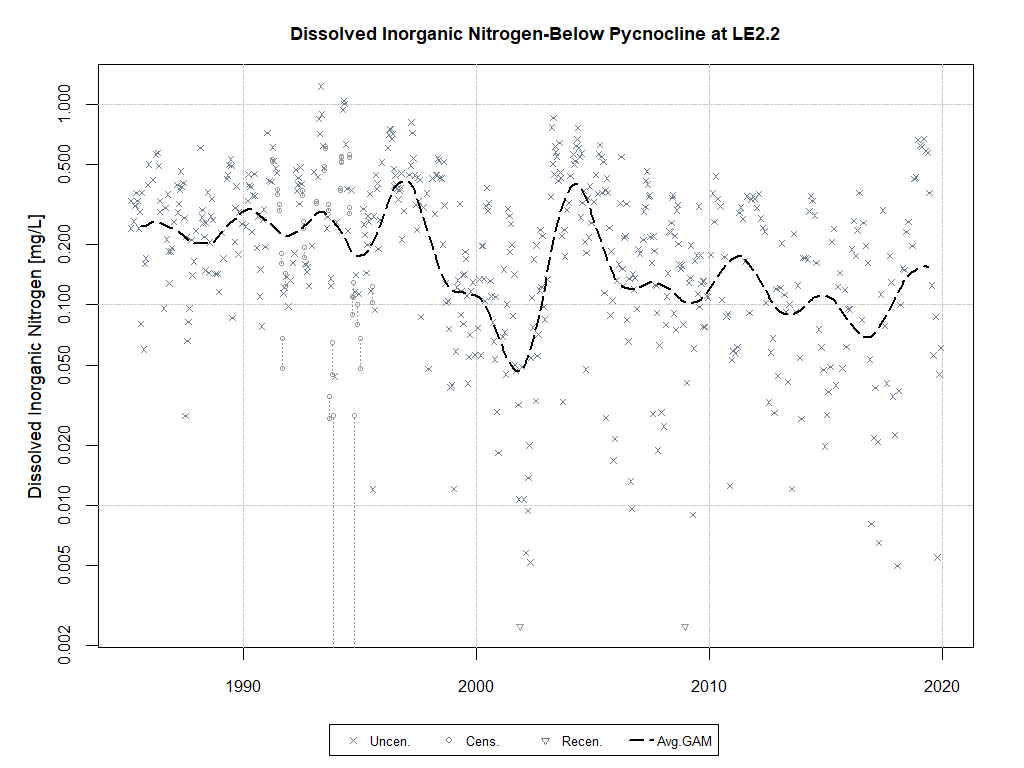 Dissolved Inorganic Nitrogen-Below Pycnocline at LE2.2
Dissolved Inorganic Nitrogen [mg/L]
1.000
0.500
0.200
0.100
0.050
0.020
0.010
0.005
0.002
1990 2000 2010 2020
Uncen. Cens. Recen. Avg.GAM